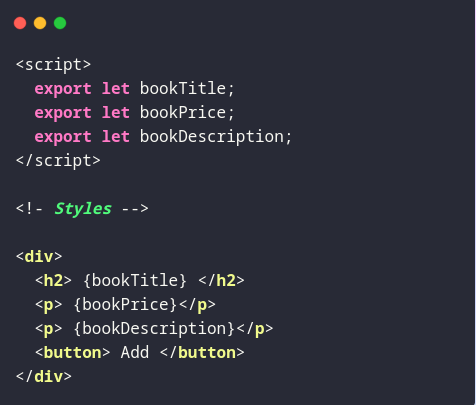 <script>
  export let bookTitle;
  export let bookPrice;
  export let bookDescription;
</script>

<!- Styles -->

<div>
  <h2> {bookTitle} </h2>
  <p> {bookPrice}</p>
  <p> {bookDescription}</p>
  <button> Add </button>
</div>